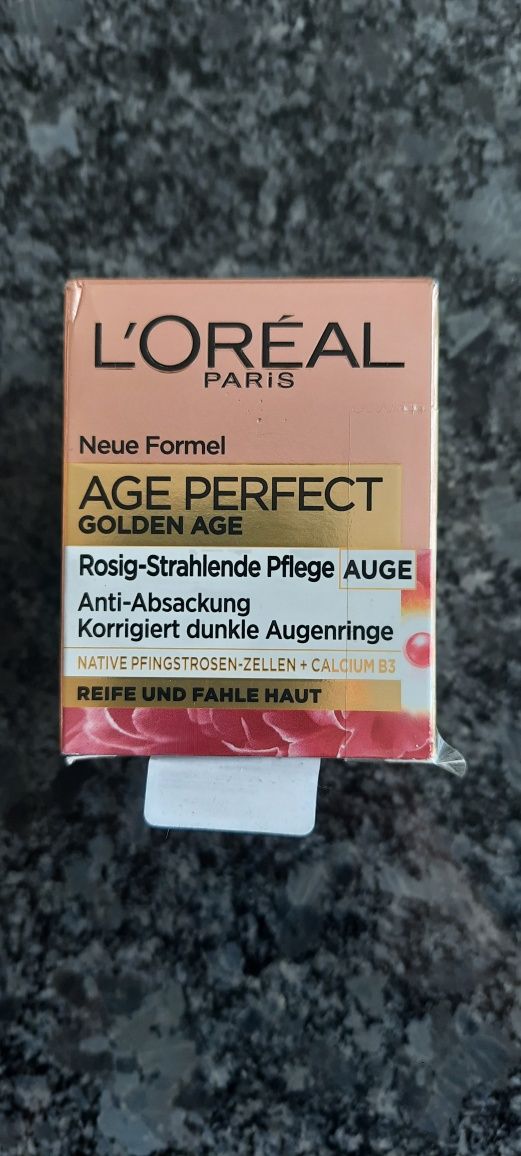 L'ORÉAL
PARiS
Neue Formel
AGE PERFECT
GOLDEN AGE
Rosig-Strahlende Pflege AUGE
Anti-Absackung
Korrigiert dunkle Augenringe
NATIVE PFINGSTROSEN-ZELLEN + CALCIUM B3
REIFE UND FAHLE HAUT